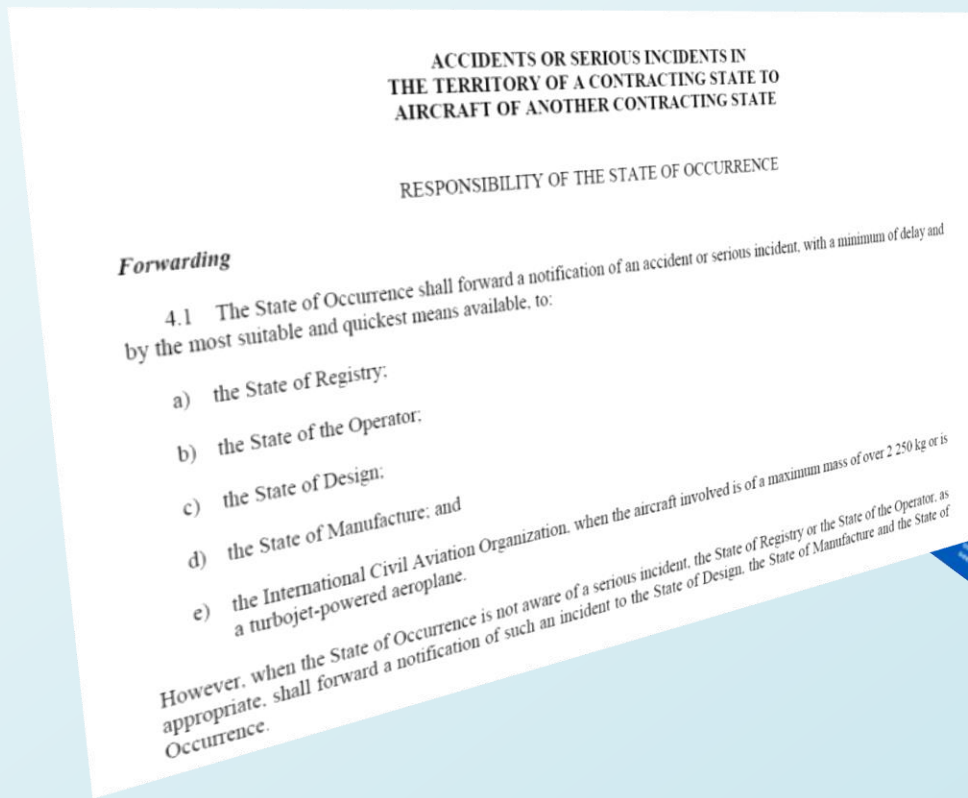 ACCIDENTS OR SERIOUS INCIDENTS IN
THE TERRITORY OF A CONTRACTING STATE TO
AIRCRAFT OF ANOTHER CONTRACTING STATE
RESPONSIBILITY OF THE STATE OF OCCURRENCE
Forwarding
4.1 The State of Occurrence shall forward a notification of an accident or serious incident, with a minimum of delay and
by the most suitable and quickest means available, to:
a) the State of Registry;
b) the State of the Operator;
c) the State of Design;
d) the State of Manufacture; and
e) the International Civil Aviation Organization, when the aircraft involved is of a maximum mass of over 2 250 kg or is
a turbojet-powered aeroplane.
However, when the State of Occurrence is not aware of a serious incident, the State of Registry or the State of the Operator, as
appropriate, shall forward a notification of such an incident to the State of Design, the State of Manufacture and the State of
Occurrence.